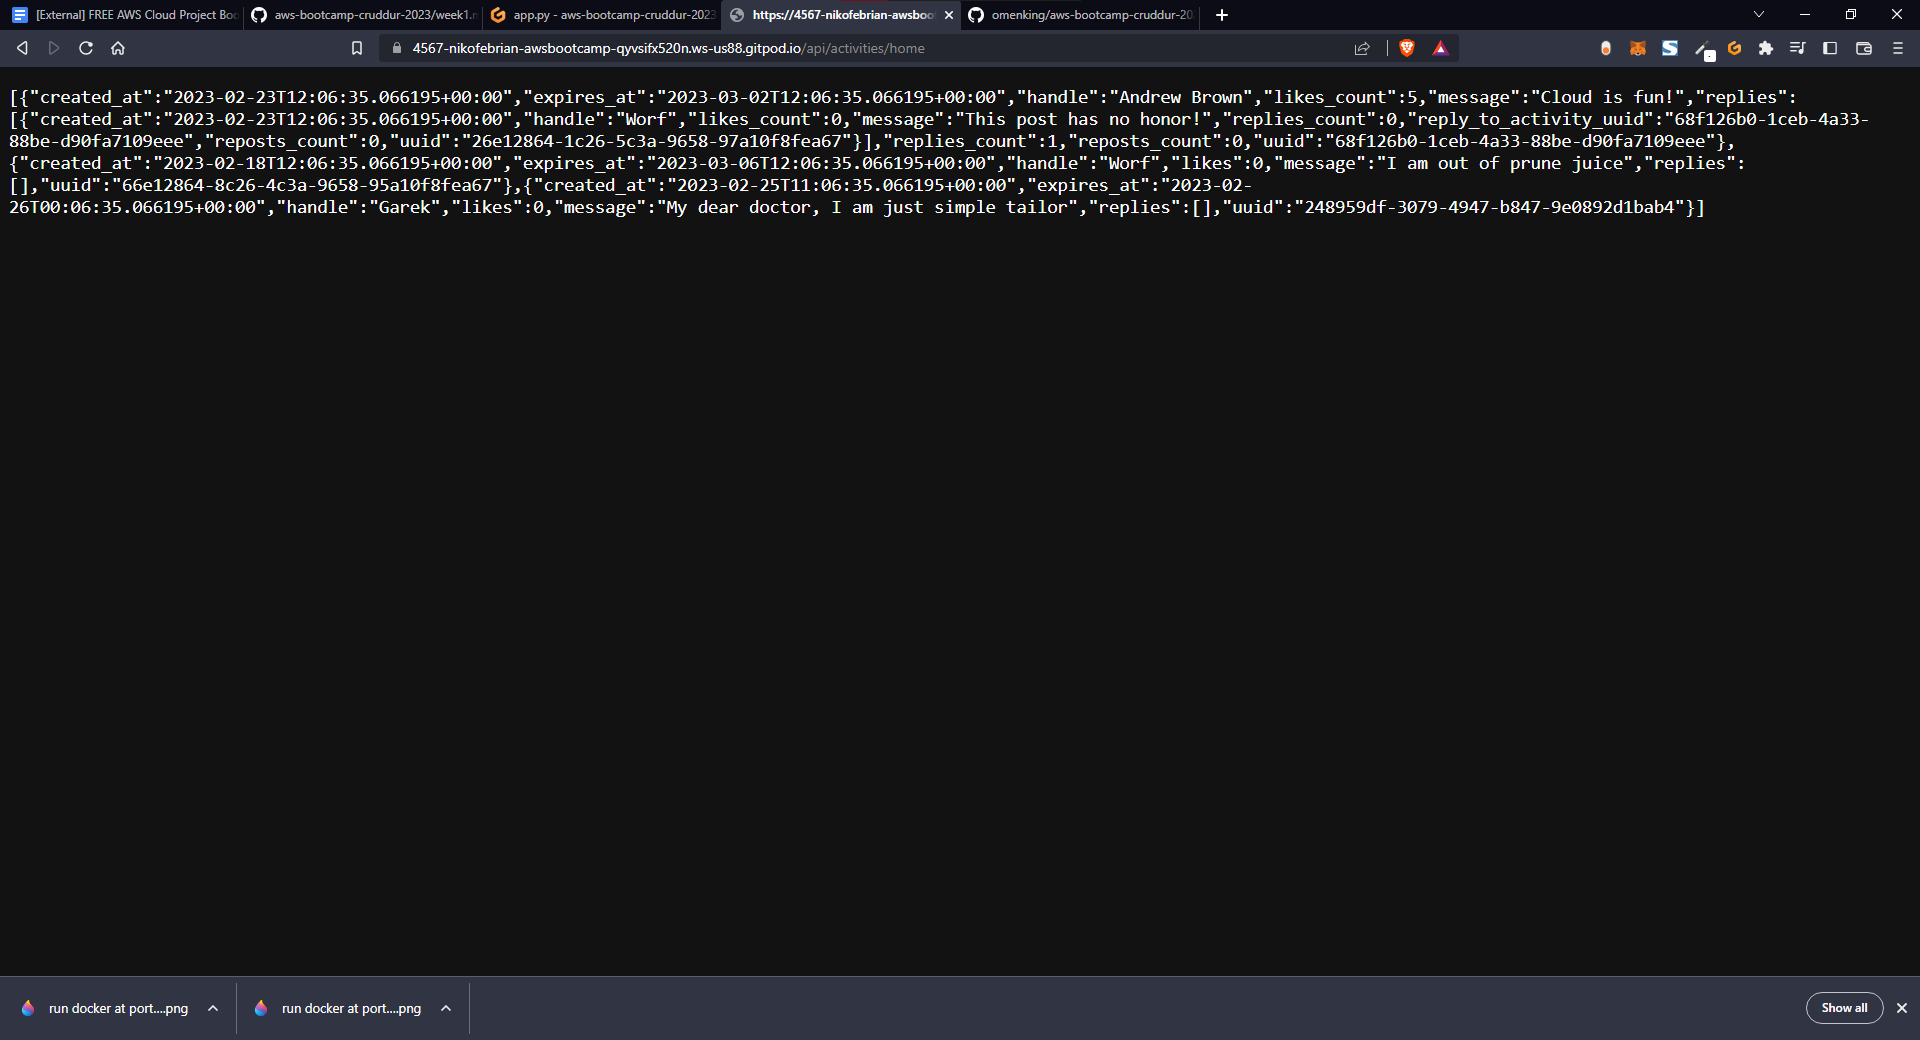 [External] FREE AWS Cloud Project Boo
aws-bootcamp-cruddur-2023/week1.m
app.py - aws-bootcamp-cruddur-2023
https://4567-nikofebrian-awsboo
omenking/aws-bootcamp-cruddur-20
4567-nikofebrian-awsbootcamp-qyvsifx520n.ws-us88.gitpod.io/api/activities/home
[{"created_at":"2023-02-23T12:06:35.066195+00:00","expires_at":"2023-03-02T12:06:35.066195+00:00","handle":"Andrew Brown","likes_count":5,"message":"Cloud is fun!","replies":
[{"created_at":"2023-02-23T12:06:35.066195+00:00","handle":"Worf","likes_count":0,"message":"This post has no honor!","replies_count":0,"reply_to_activity_uuid":"68f126b0-1ceb-4a33-
88be-d90fa7109eee","reposts_count":0,"uuid":"26e12864-1c26-5c3a-9658-97a10f8fea67"}],"replies_count":1,"reposts_count":0,"uuid":"68f126b0-1ceb-4a33-88be-d90fa7109eee"},
{"created_at":"2023-02-18T12:06:35.066195+00:00","expires_at":"2023-03-06T12:06:35.066195+00:00","handle":"Worf","likes":0,"message":"I am out of prune juice","replies":
[],"uuid":"66e12864-8c26-4c3a-9658-95a10f8fea67"},{"created_at":"2023-02-25T11:06:35.066195+00:00","expires_at":"2023-02-
26T00:06:35.066195+00:00","handle":"Garek","likes":0,"message":"My dear doctor, I am just simple tailor","replies":[],"uuid":"248959df-3079-4947-b847-9e0892d1bab4"}]
run docker at port....png
run docker at port....png
Show all